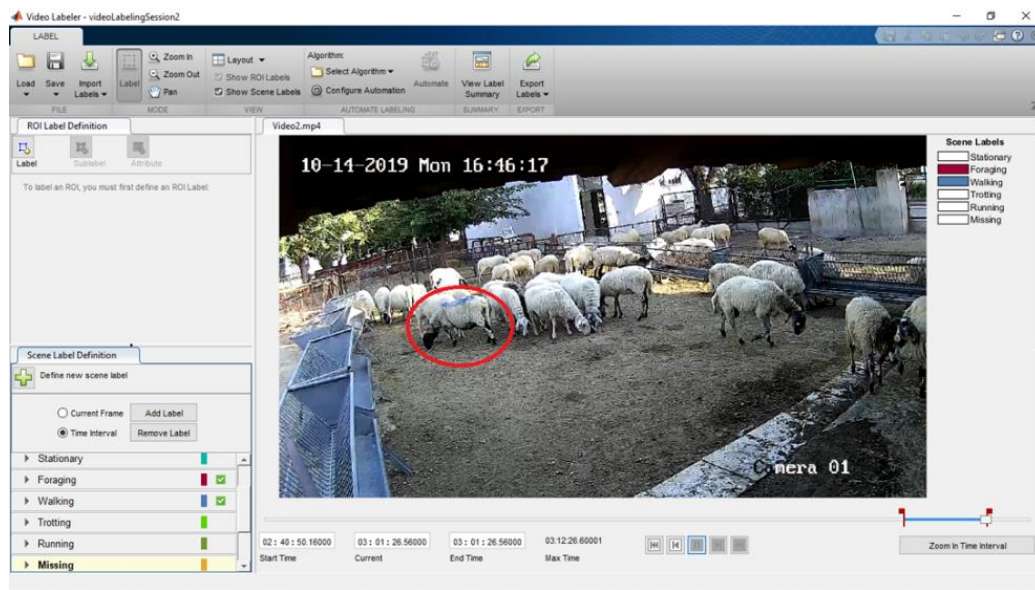 Video Labeler - videoLabelingSession2
LABEL
Load
Save
Import Labels
FILE
Label
Zoom In
Zoom Out
Pan
MODE
Layout
Show ROI Labels
Show Scene Labels
VIEW
Algorithm:
Select Algorithm
Configure Automation
Automate
AUTOMATE LABELING
View Label Summary
SUMMARY
Export Labels
EXPORT
ROI Label Definition
Label
Sublabel
Attribute
To label an ROI, you must first define an ROI Label.
Scene Label Definition
Define new scene label
Current Frame
Add Label
Time Interval
Remove Label
Stationary
Foraging
Walking
Trotting
Running
Missing
Video2.mp4
10-14-2019 Mon 16:46:17
Camera 01
Scene Labels
Stationary
Foraging
Walking
Trotting
Running
Missing
02 : 40 : 50.16000
03 : 01 : 26.56000
03 : 01 : 26.56000
03:12:26.60001
Start Time
Current
End Time
Max Time
Zoom In Time Interval